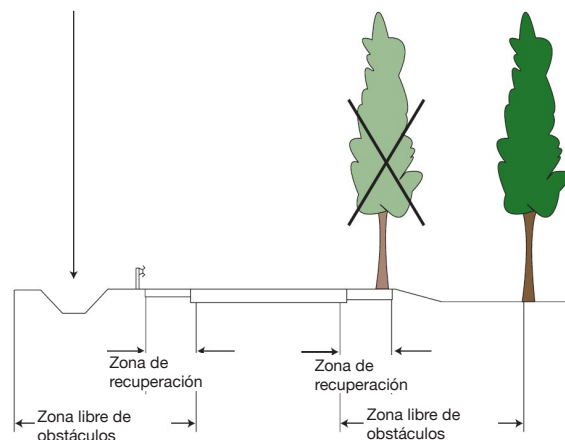 Zona de
recuperación
Zona de
recuperación
Zona libre de
obstáculos
Zona libre de
obstáculos